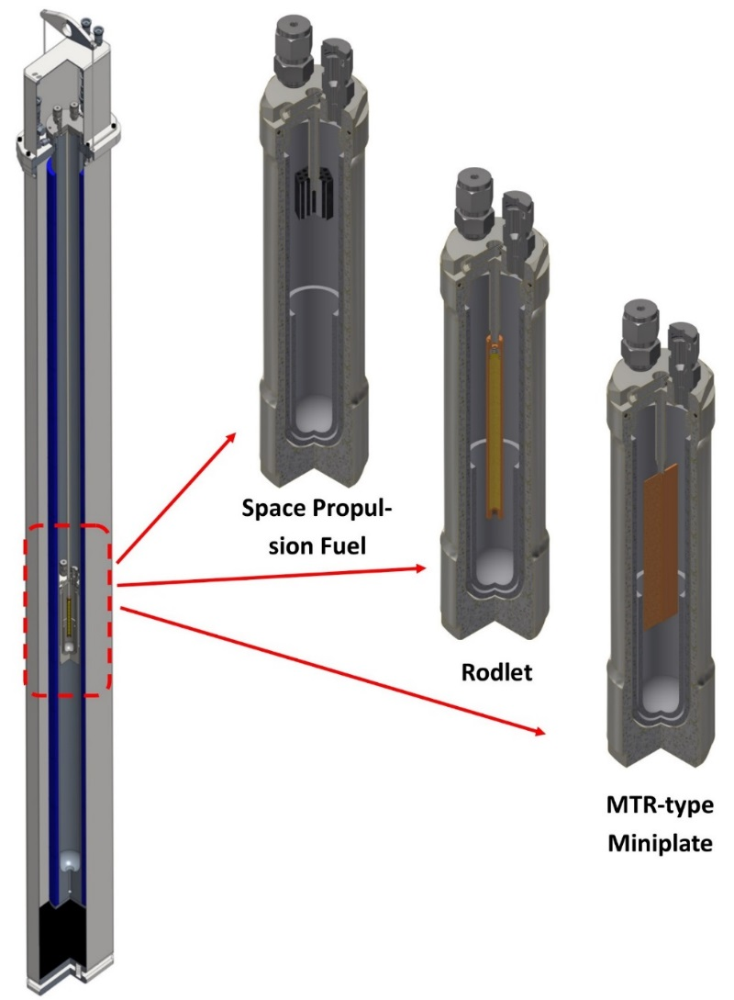 Space Propul-
sion Fuel
Rodlet
MTR-type
Miniplate